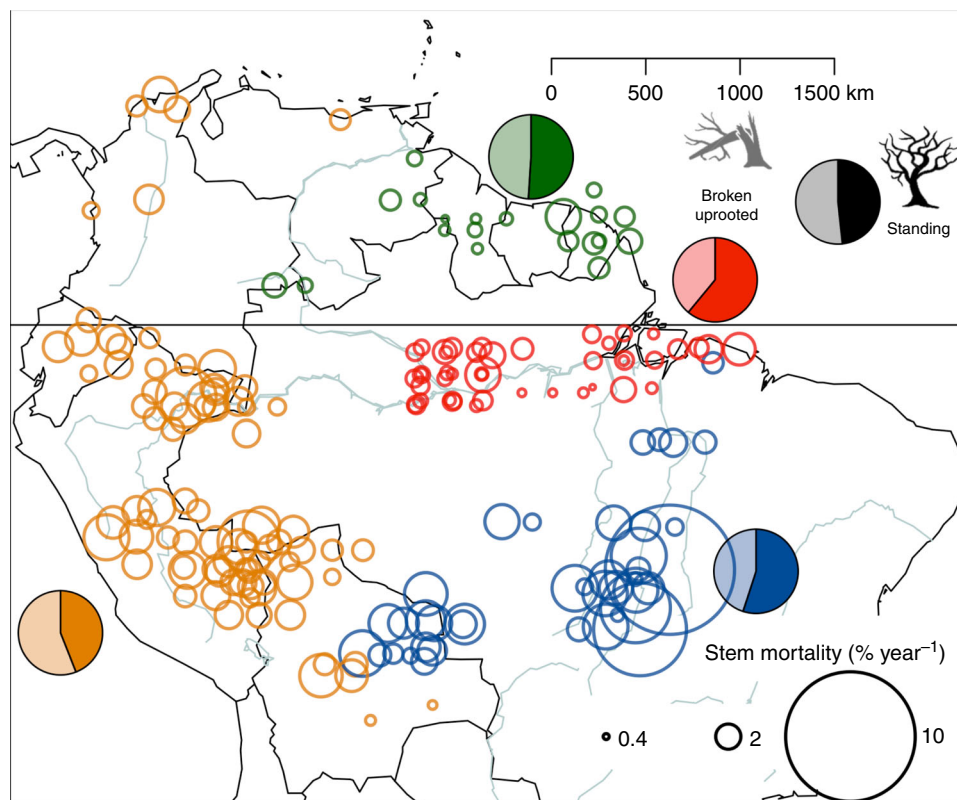 0 500 1000 1500 km
Broken
uprooted
Standing
Stem mortality (% year⁻¹)
0.4 2 10